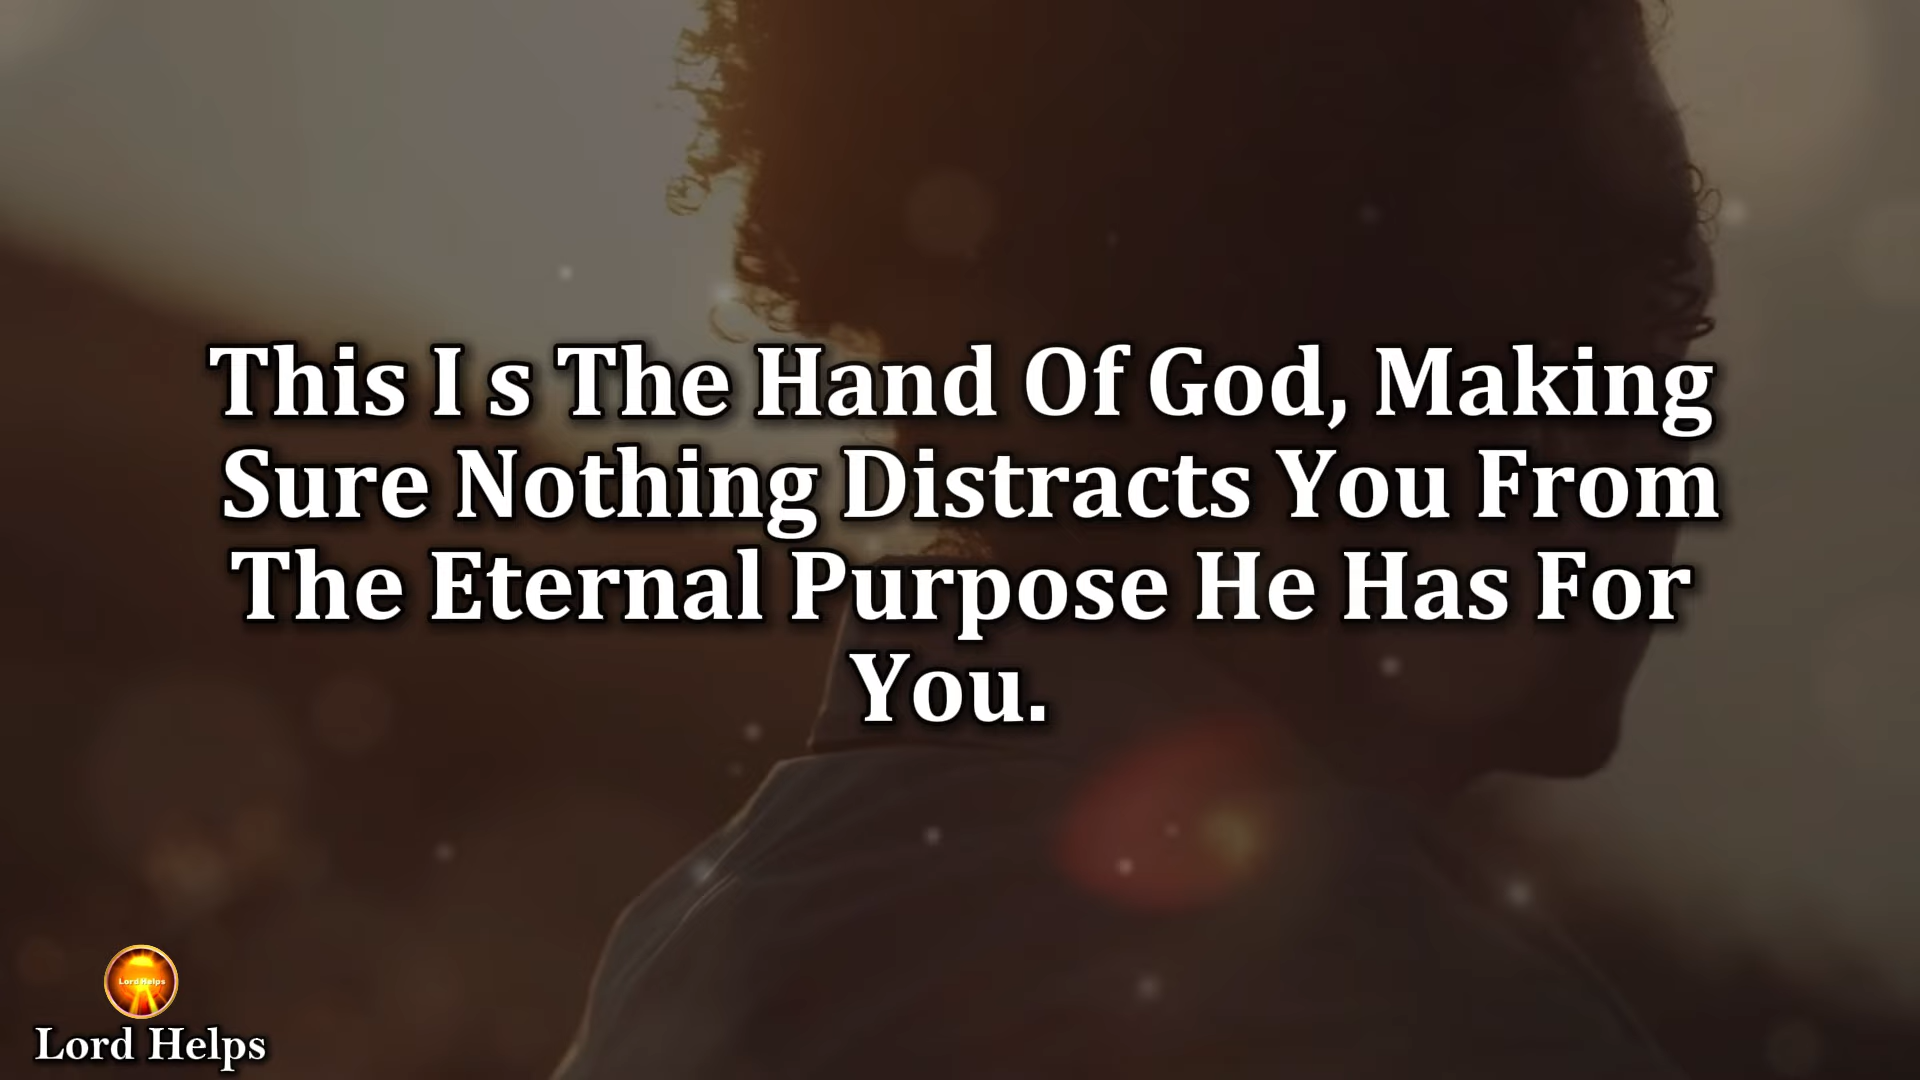 This I s The Hand Of God, Making
Sure Nothing Distracts You From
The Eternal Purpose He Has For
You.
Lord Helps
Lord Helps